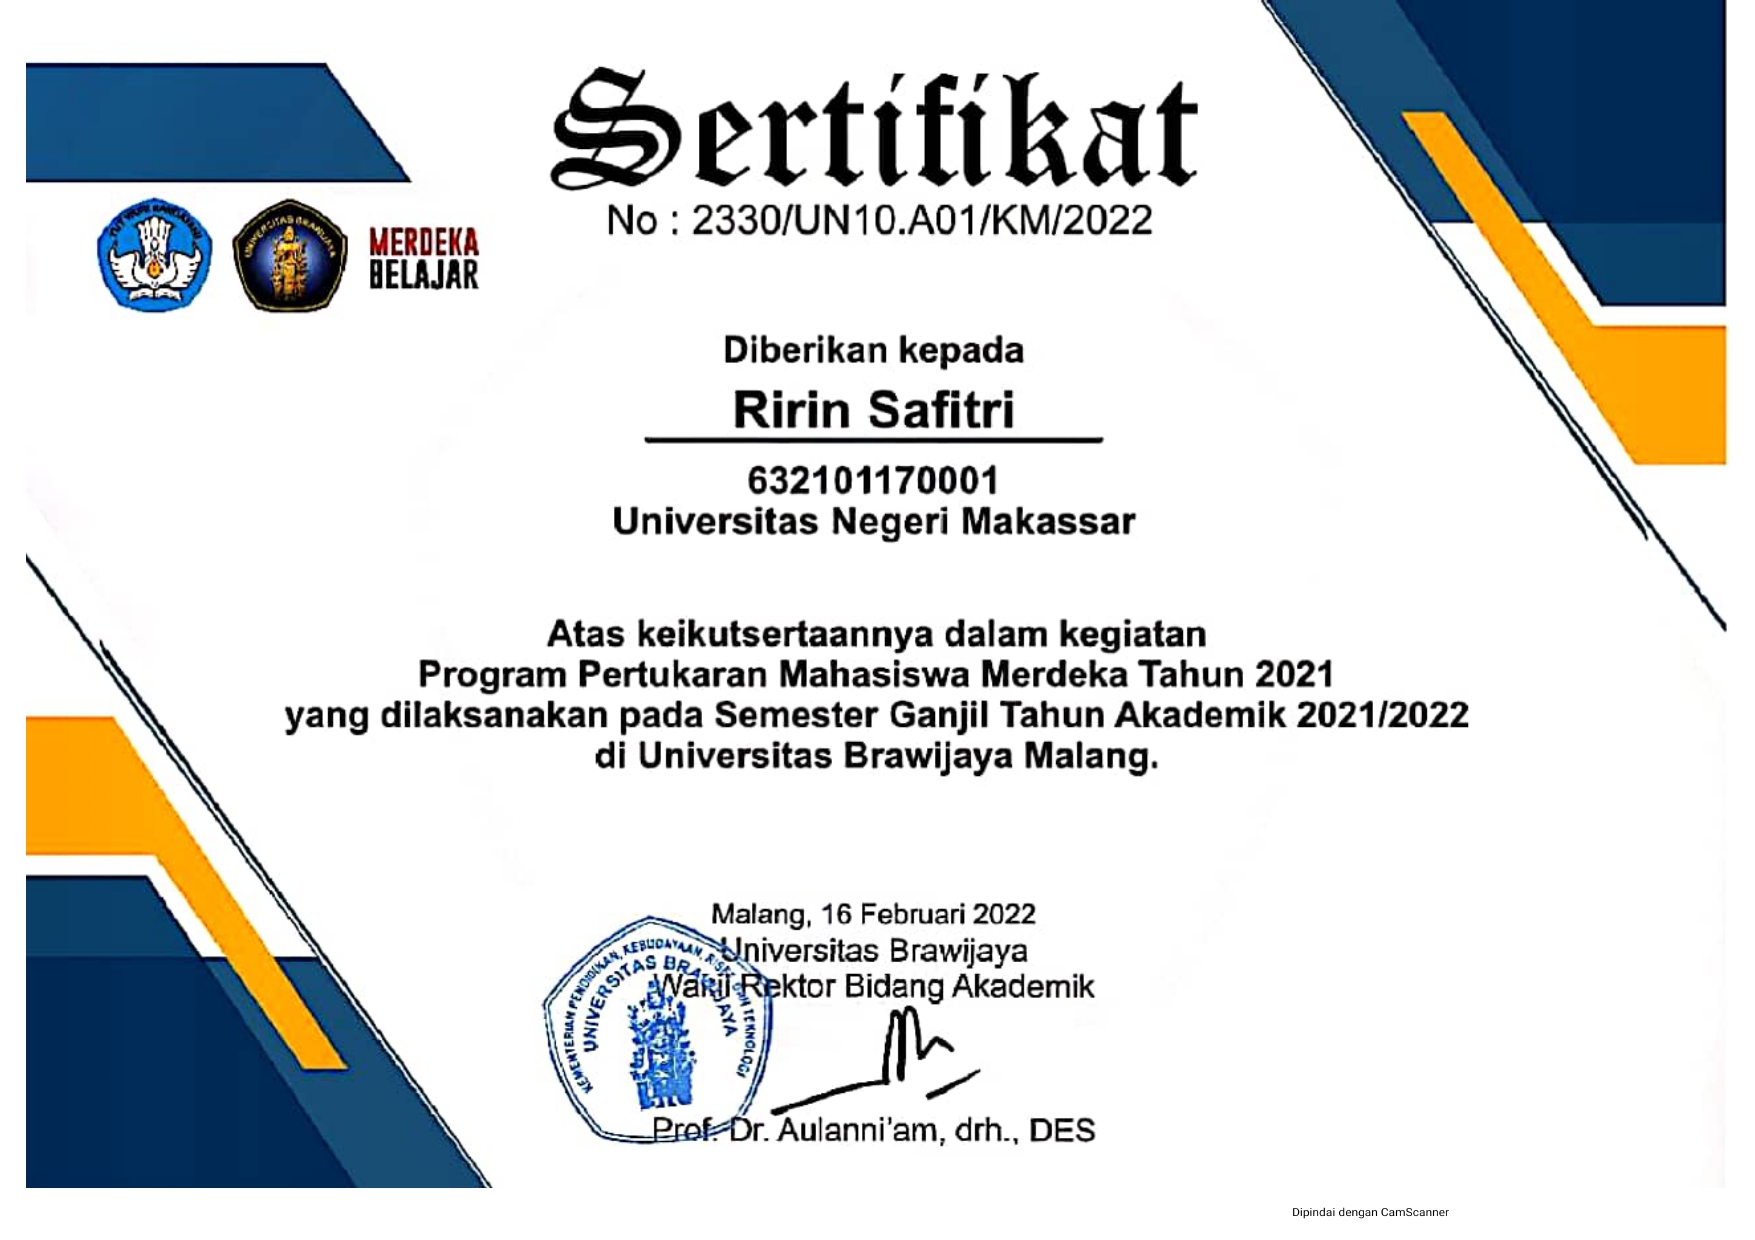 Sertifikat
No : 2330/UN10.A01/KM/2022
TUT WURI HANDAYANI
UNIVERSITAS BRAWIJAYA
MERDEKA
BELAJAR
Diberikan kepada
Ririn Safitri
632101170001
Universitas Negeri Makassar
Atas keikutsertaannya dalam kegiatan
Program Pertukaran Mahasiswa Merdeka Tahun 2021
yang dilaksanakan pada Semester Ganjil Tahun Akademik 2021/2022
di Universitas Brawijaya Malang.
Malang, 16 Februari 2022
Universitas Brawijaya
Wakil Rektor Bidang Akademik
KEMENTERIAN PENDIDIKAN, KEBUDAYAAN, RISET, DAN TEKNOLOGI
UNIVERSITAS BRAWIJAYA
Prof. Dr. Aulanni'am, drh., DES
Dipindai dengan CamScanner